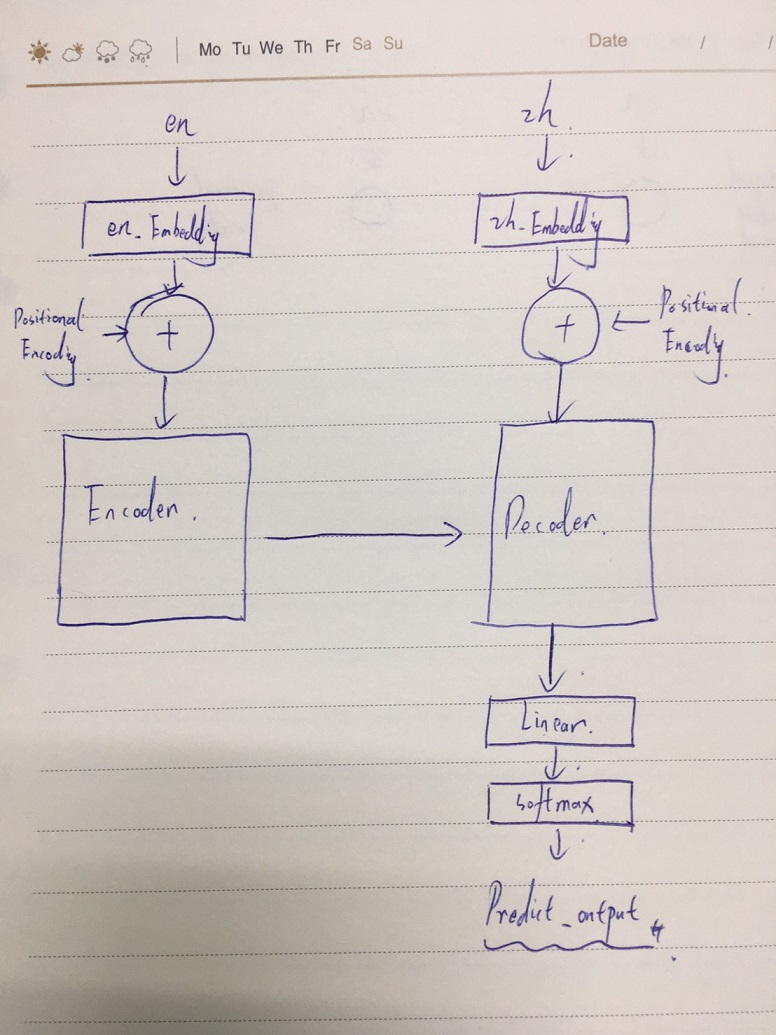 Mo Tu We Th Fr Sa Su
Date / /
en
zh.
en_Embedding
zh_Embedding
Positional
Encoding.
+
+
Positional.
Encoding.
Encoder.
Decoder.
Linear.
softmax
Predict_output